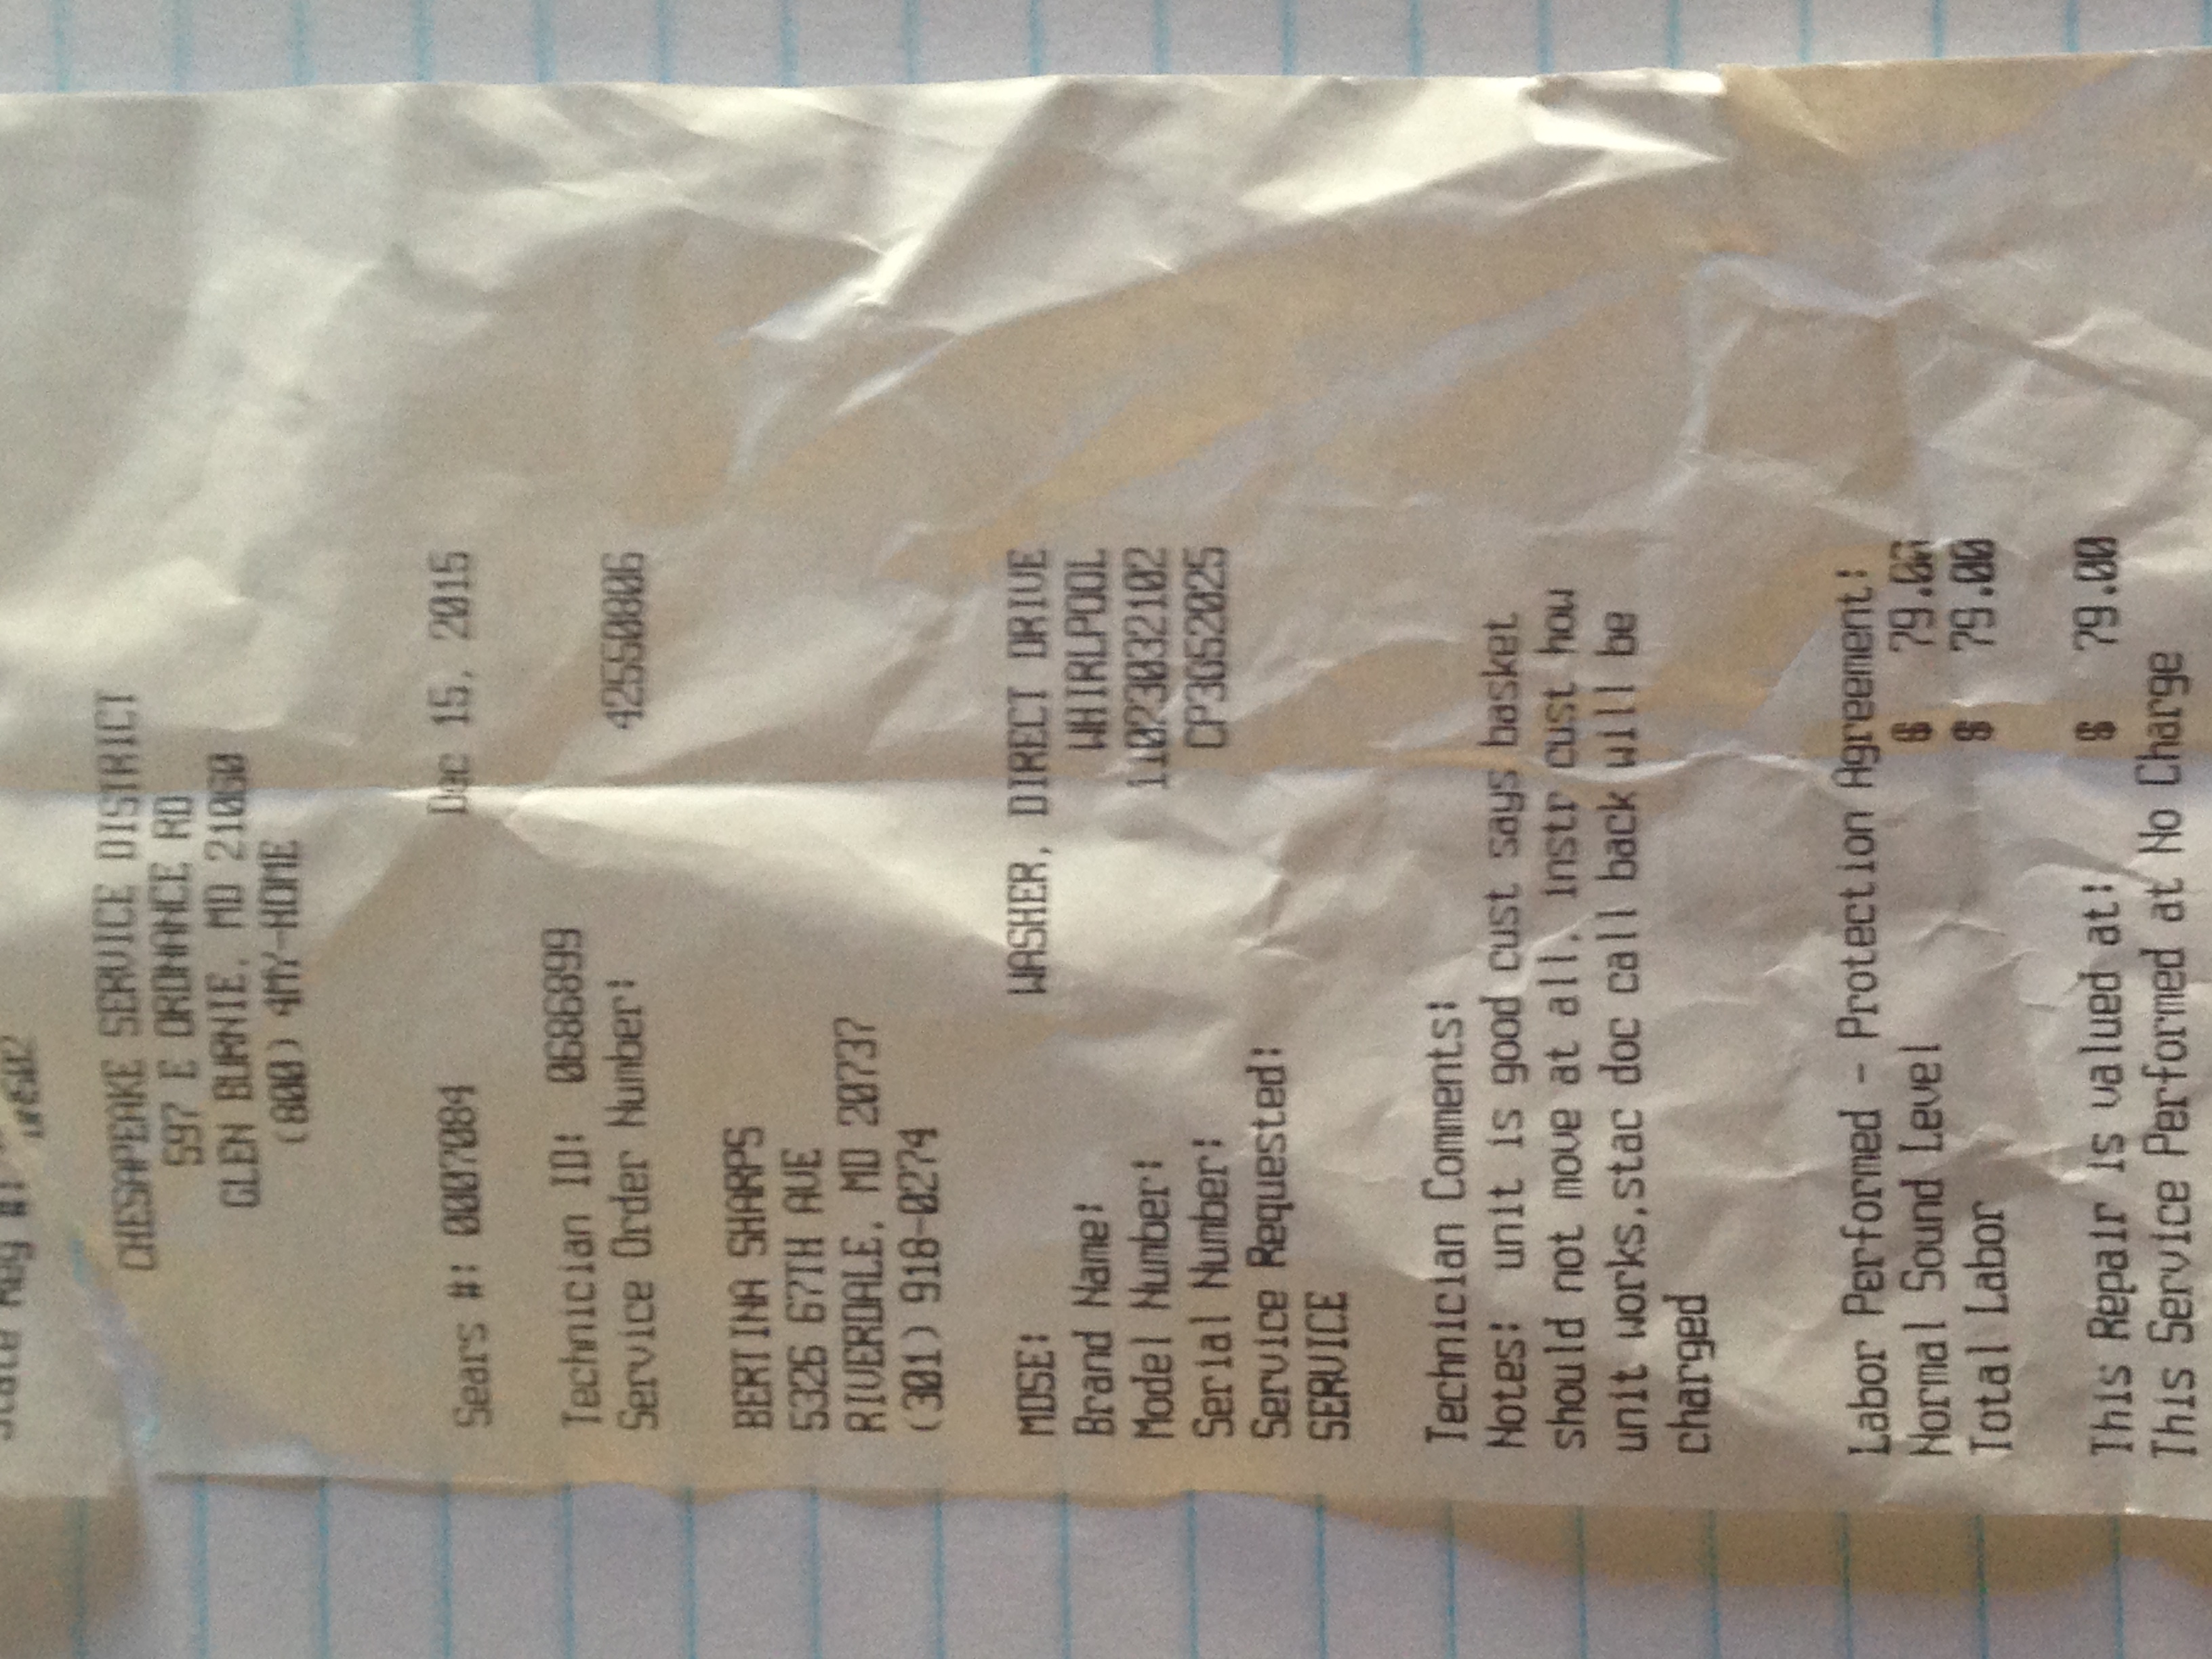 CHESAPEAKE SERVICE DISTRICT
597 E ORDNANCE RD
GLEN BURNIE, MD 21060
(800) 4MY-HOME
Sears #: 0007084 Dec 15, 2015
Technician ID: 0686899
Service Order Number: 42550806
BERTINA SHARPS
5326 67TH AVE
RIVERDALE, MD 20737
(301) 918-0274
MDSE: WASHER, DIRECT DRIVE
Brand Name: WHIRLPOOL
Model Number: 11023032102
Serial Number: CP3052025
Service Requested:
SERVICE
Technician Comments:
Notes: unit is good cust says basket
should not move at all, instr cust how
unit works,stac doc call back will be
charged
Labor Performed - Protection Agreement:
Normal Sound Level $ 79.00
Total Labor $ 79.00
This Repair is valued at: $ 79.00
This Service Performed at No Charge